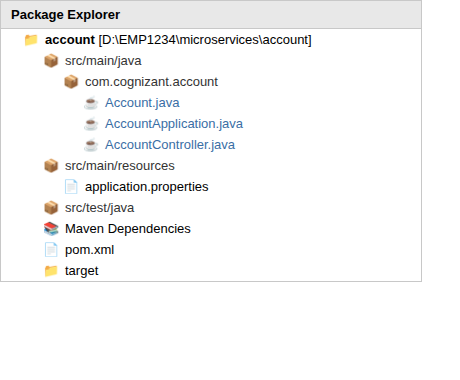 Package Explorer
account [D:\EMP1234\microservices\account]
src/main/java
com.cognizant.account
Account.java
AccountApplication.java
AccountController.java
src/main/resources
application.properties
src/test/java
Maven Dependencies
pom.xml
target